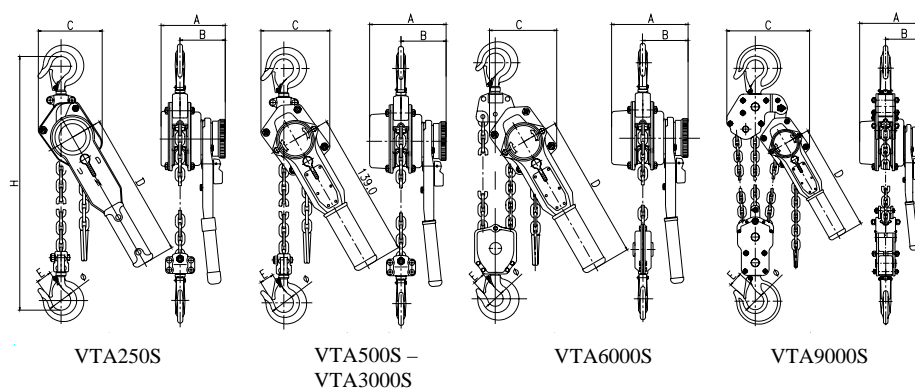 C
A
B
H
D
E
ø
VTA250S
C
A
B
139.0
E
ø
VTA500S –
VTA3000S
C
A
B
D
E
ø
VTA6000S
C
A
B
D
E
ø
VTA9000S